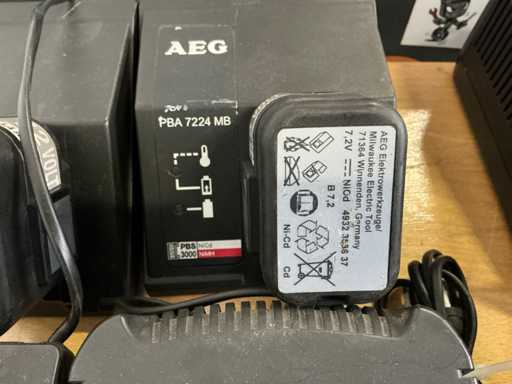 AEG
PBA 7224 MB
PBS
3000
NiCd
NiMH
AEG Elektrowerkzeuge/
Milwaukee Electric Tool
71364 Winnenden, Germany
7,2V NiCd 4932 3536 37
B 7,2
Ni-Cd
Cd
VOLT